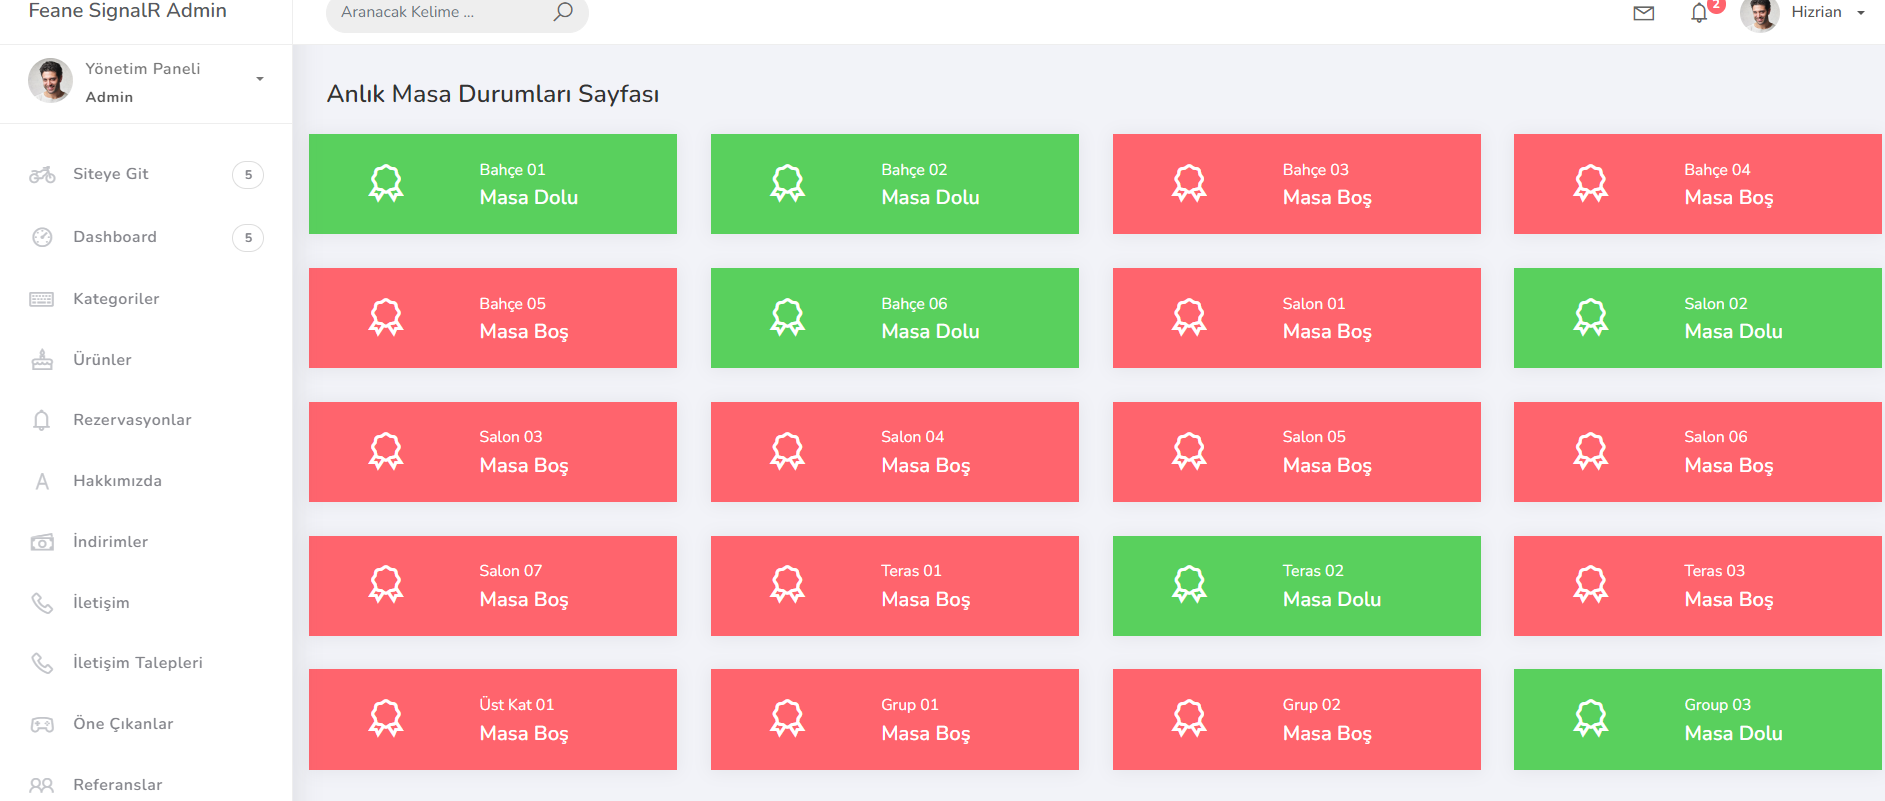 Feane SignalR Admin
Aranacak Kelime ...
2
Hizrian
Yönetim Paneli
Admin
Siteye Git
5
Dashboard
5
Kategoriler
Ürünler
Rezervasyonlar
Hakkımızda
İndirimler
İletişim
İletişim Talepleri
Öne Çıkanlar
Referanslar
Anlık Masa Durumları Sayfası
Bahçe 01
Masa Dolu
Bahçe 02
Masa Dolu
Bahçe 03
Masa Boş
Bahçe 04
Masa Boş
Bahçe 05
Masa Boş
Bahçe 06
Masa Dolu
Salon 01
Masa Boş
Salon 02
Masa Dolu
Salon 03
Masa Boş
Salon 04
Masa Boş
Salon 05
Masa Boş
Salon 06
Masa Boş
Salon 07
Masa Boş
Teras 01
Masa Boş
Teras 02
Masa Dolu
Teras 03
Masa Boş
Üst Kat 01
Masa Boş
Grup 01
Masa Boş
Grup 02
Masa Boş
Group 03
Masa Dolu